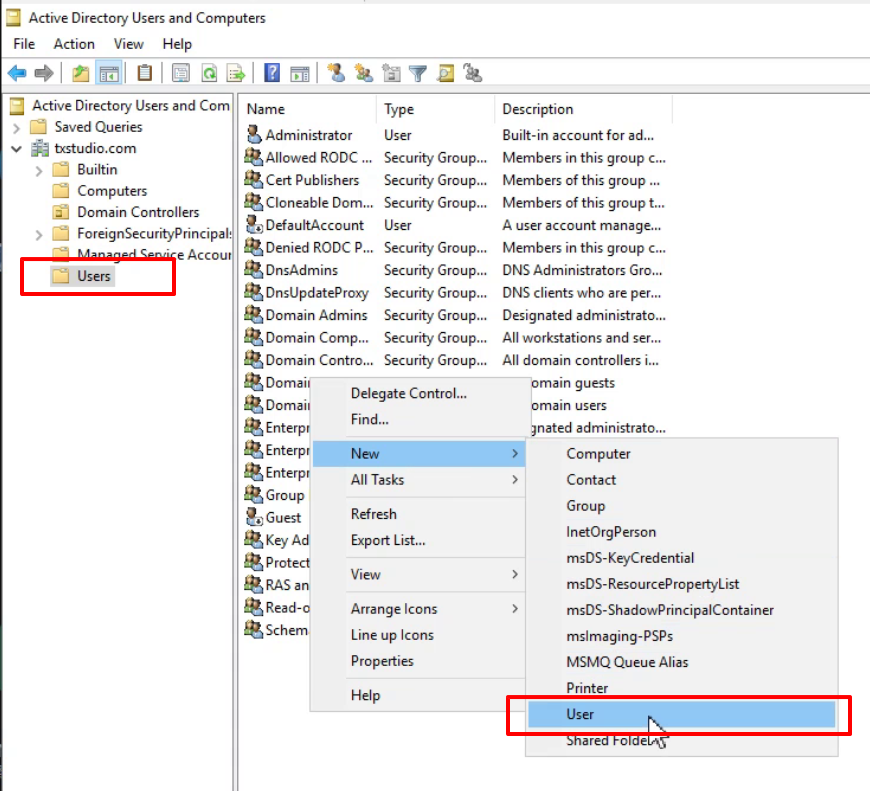 Active Directory Users and Computers
File Action View Help
Active Directory Users and Com
Saved Queries
txstudio.com
Builtin
Computers
Domain Controllers
ForeignSecurityPrincipals
Managed Service Accour
Users
Name Type Description
Administrator User Built-in account for ad...
Allowed RODC ... Security Group... Members in this group c...
Cert Publishers Security Group... Members of this group ...
Cloneable Dom... Security Group... Members of this group t...
DefaultAccount User A user account manage...
Denied RODC P... Security Group... Members in this group c...
DnsAdmins Security Group... DNS Administrators Gro...
DnsUpdateProxy Security Group... DNS clients who are per...
Domain Admins Security Group... Designated administrato...
Domain Comp... Security Group... All workstations and ser...
Domain Contro... Security Group... All domain controllers i...
Domai omain guests
Domai omain users
Enterpr gnated administrato...
Enterpr
Enterpr
Group
Guest
Key Ad
Protect
RAS an
Read-o
Schema
Delegate Control...
Find...
New
All Tasks
Refresh
Export List...
View
Arrange Icons
Line up Icons
Properties
Help
Computer
Contact
Group
InetOrgPerson
msDS-KeyCredential
msDS-ResourcePropertyList
msDS-ShadowPrincipalContainer
msImaging-PSPs
MSMQ Queue Alias
Printer
User
Shared Folder